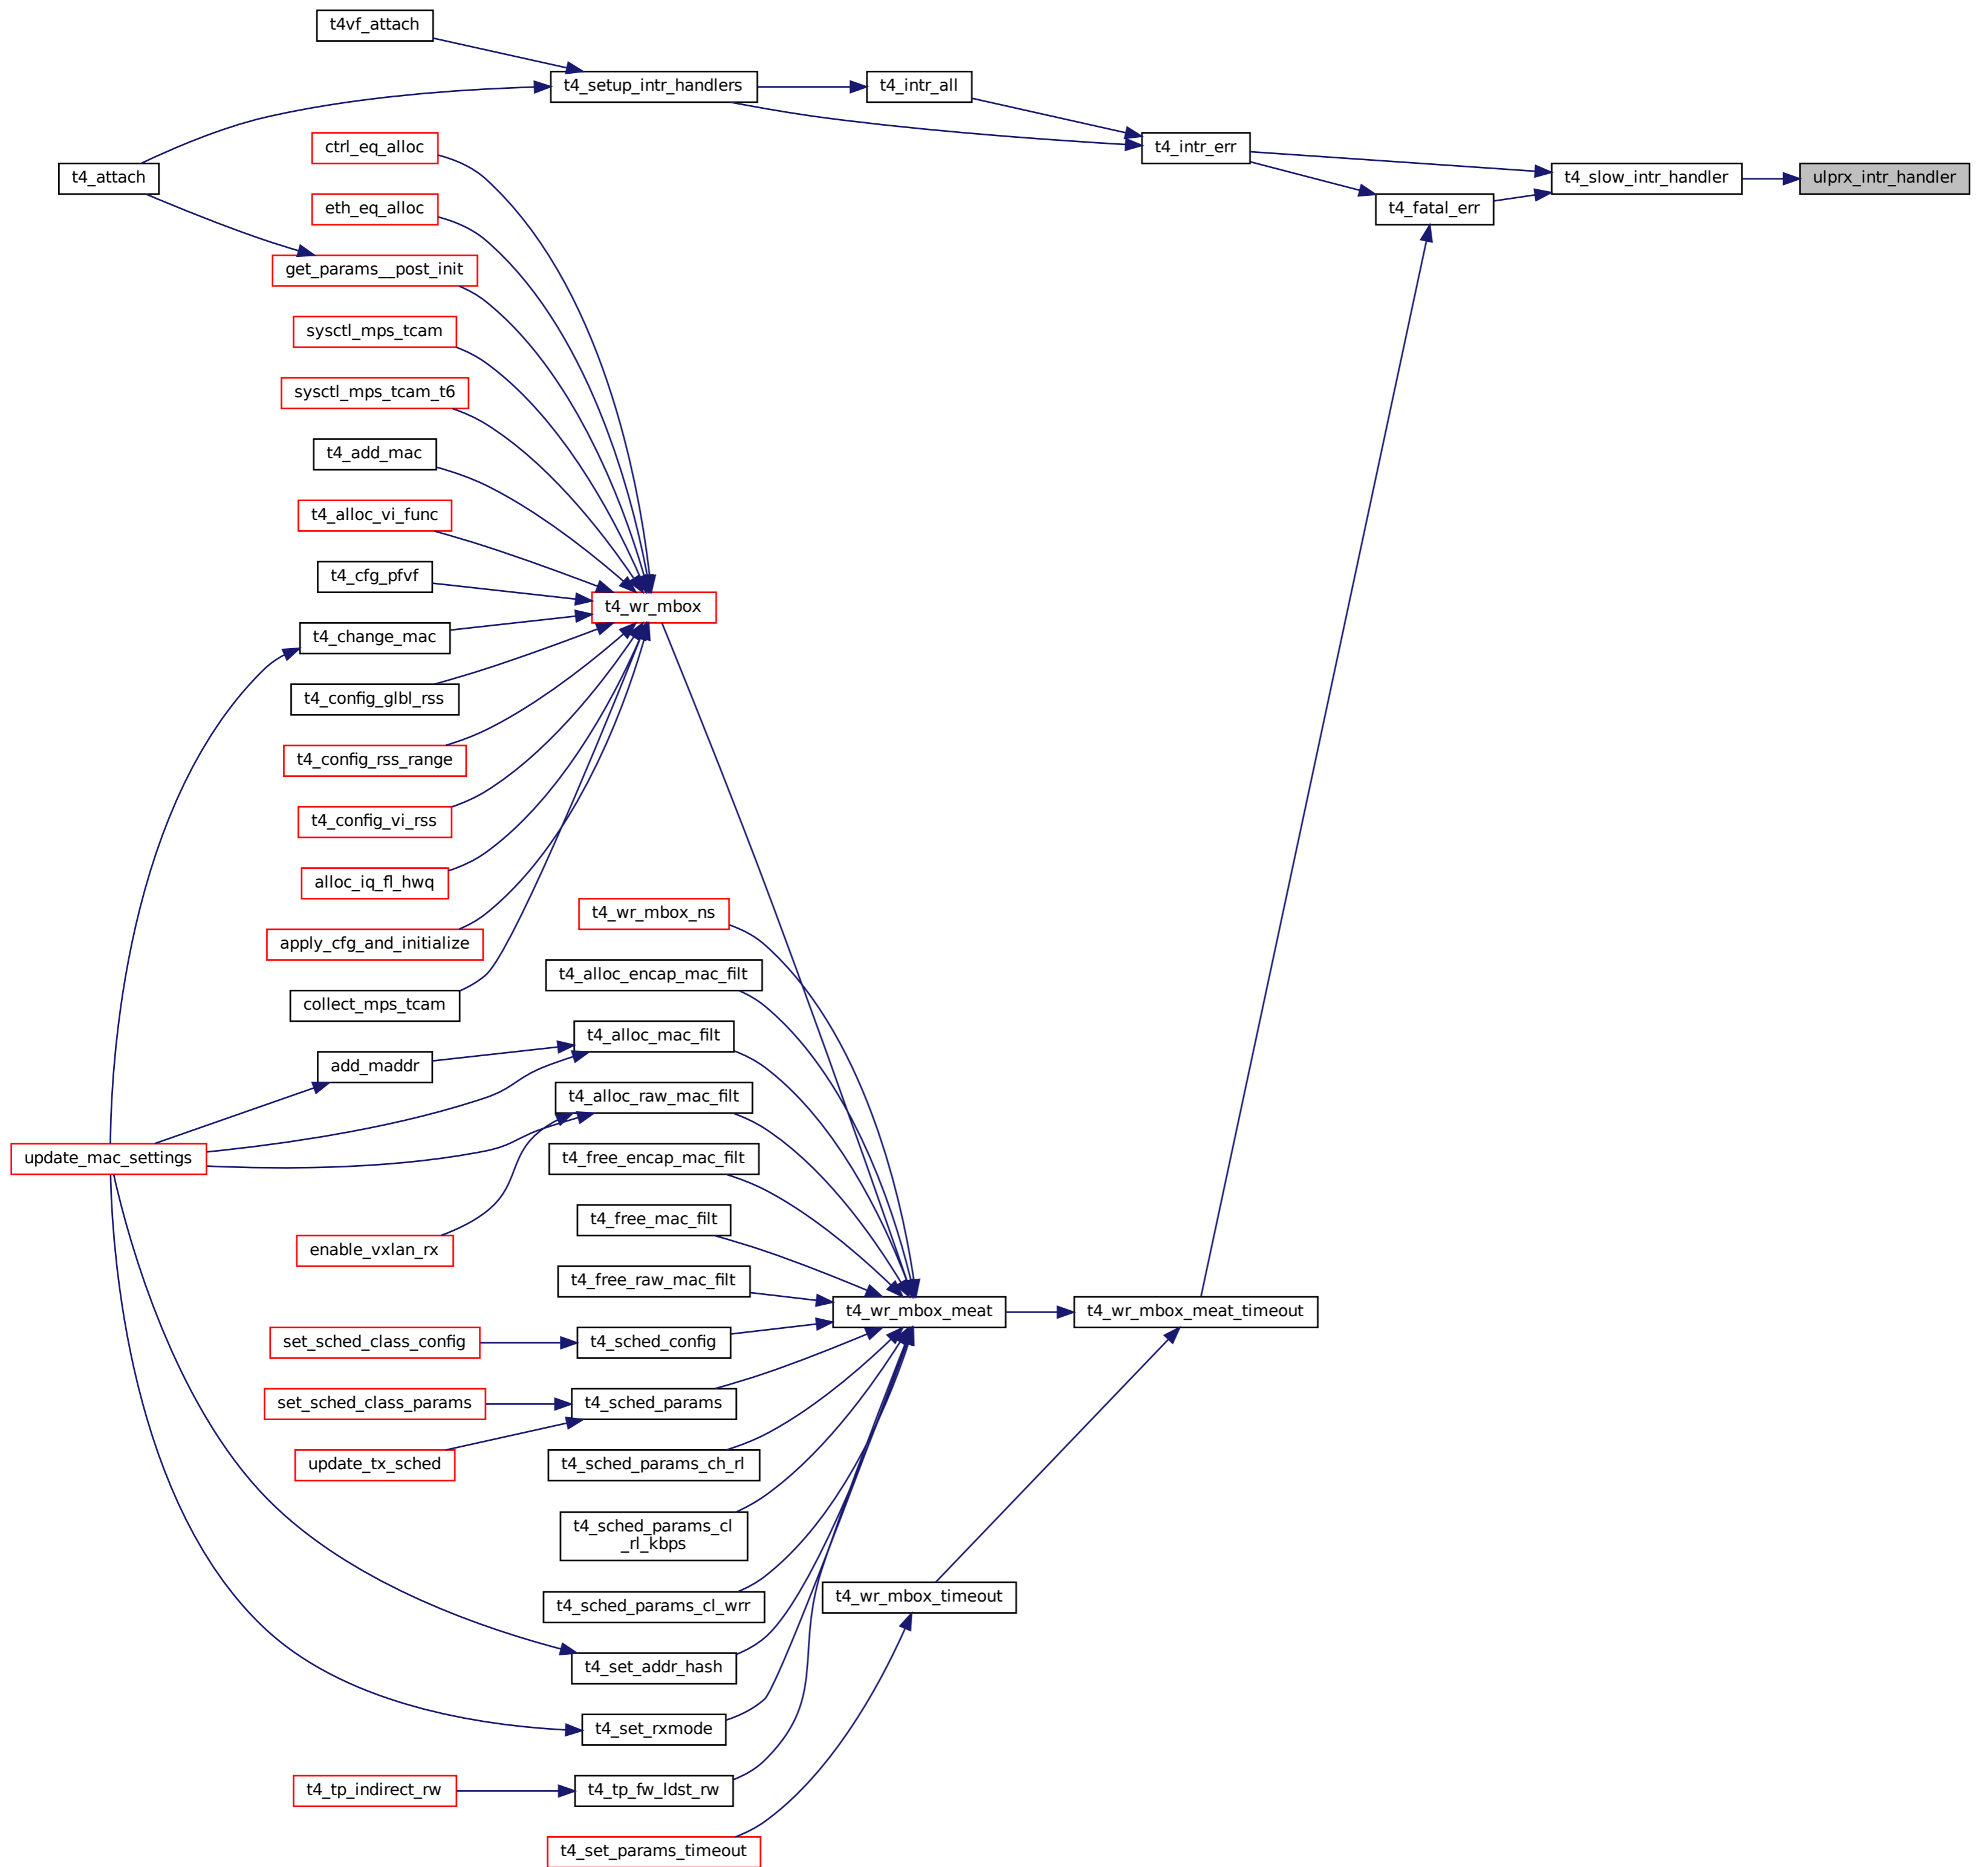 t4vf_attach
t4_setup_intr_handlers
t4_intr_all
ctrl_eq_alloc
t4_intr_err
t4_attach
t4_slow_intr_handler
ulprx_intr_handler
eth_eq_alloc
t4_fatal_err
get_params__post_init
sysctl_mps_tcam
sysctl_mps_tcam_t6
t4_add_mac
t4_alloc_vi_func
t4_cfg_pfvf
t4_wr_mbox
t4_change_mac
t4_config_glbl_rss
t4_config_rss_range
t4_config_vi_rss
alloc_iq_fl_hwq
t4_wr_mbox_ns
apply_cfg_and_initialize
t4_alloc_encap_mac_filt
collect_mps_tcam
t4_alloc_mac_filt
add_maddr
t4_alloc_raw_mac_filt
update_mac_settings
t4_free_encap_mac_filt
t4_free_mac_filt
enable_vxlan_rx
t4_free_raw_mac_filt
t4_wr_mbox_meat
t4_wr_mbox_meat_timeout
set_sched_class_config
t4_sched_config
set_sched_class_params
t4_sched_params
update_tx_sched
t4_sched_params_ch_rl
t4_sched_params_cl
_rl_kbps
t4_wr_mbox_timeout
t4_sched_params_cl_wrr
t4_set_addr_hash
t4_set_rxmode
t4_tp_indirect_rw
t4_tp_fw_ldst_rw
t4_set_params_timeout